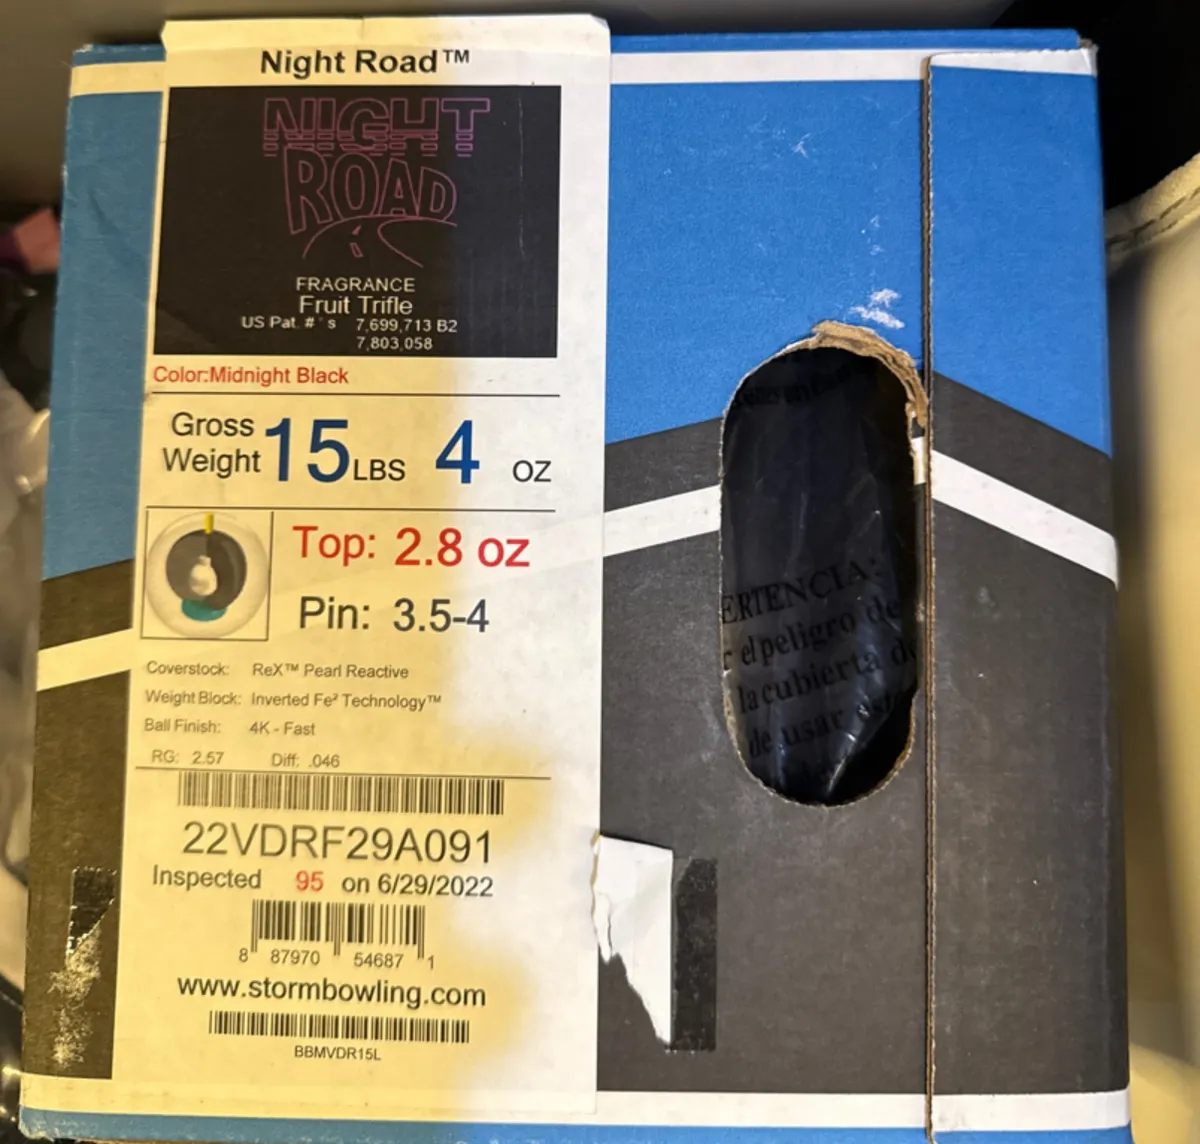 Night Road™
NIGHT
ROAD
FRAGRANCE
Fruit Trifle
US Pat. #'s 7,699,713 B2
7,803,058
Color:Midnight Black
Gross
Weight 15 LBS 4 OZ
Top: 2.8 oz
Pin: 3.5-4
Coverstock: ReX™ Pearl Reactive
Weight Block: Inverted Fe² Technology™
Ball Finish: 4K - Fast
RG: 2.57 Diff: .046
22VDRF29A091
Inspected 95 on 6/29/2022
8 87970 54687 1
www.stormbowling.com
BBMVDR15L
ERTENCIA:
r el peligro de
la cubierta d
de usar este